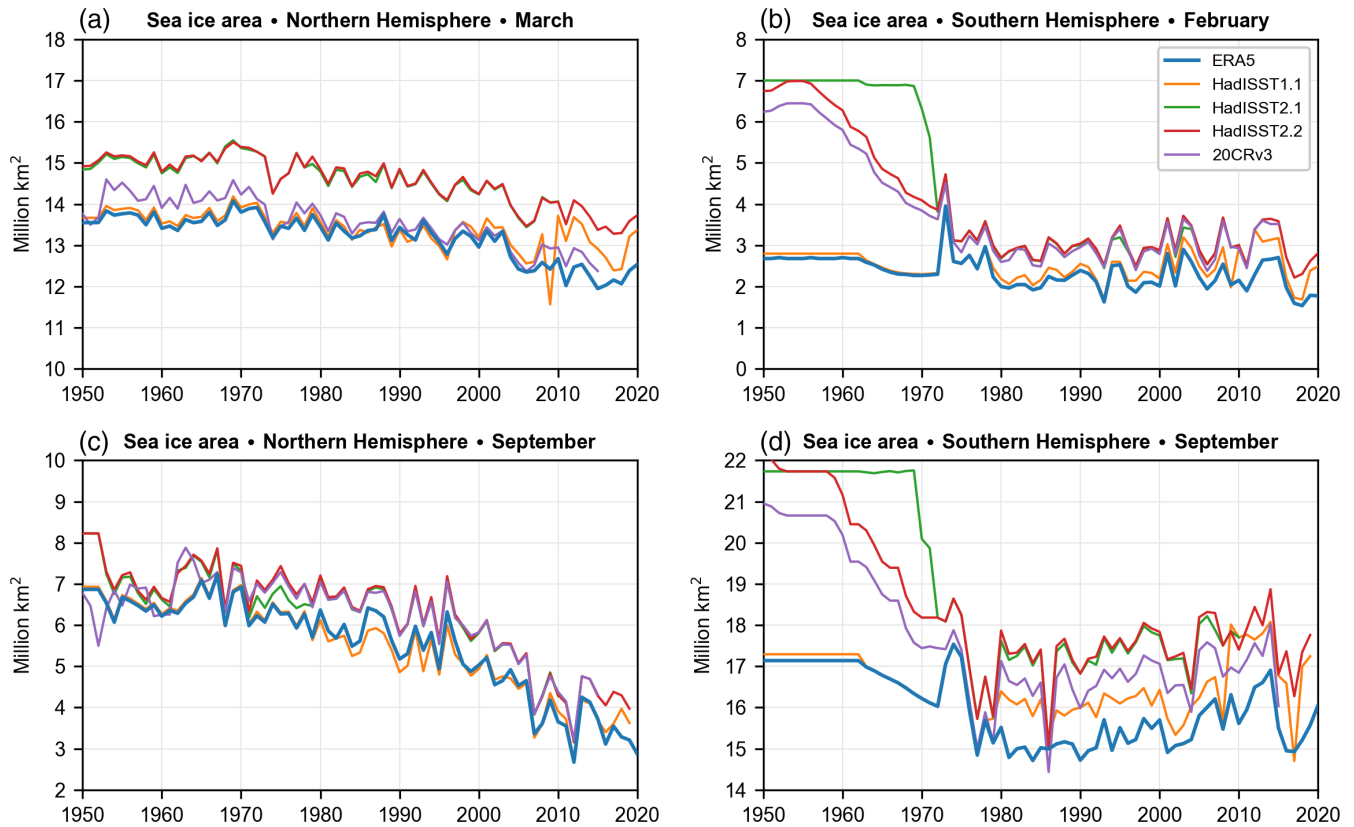 (a) Sea ice area • Northern Hemisphere • March
18
17
16
15
14
13
12
11
10
Million km²
1950 1960 1970 1980 1990 2000 2010 2020
(b) Sea ice area • Southern Hemisphere • February
8
7
6
5
4
3
2
1
0
Million km²
ERA5
HadISST1.1
HadISST2.1
HadISST2.2
20CRv3
1950 1960 1970 1980 1990 2000 2010 2020
(c) Sea ice area • Northern Hemisphere • September
10
9
8
7
6
5
4
3
2
Million km²
1950 1960 1970 1980 1990 2000 2010 2020
(d) Sea ice area • Southern Hemisphere • September
22
21
20
19
18
17
16
15
14
Million km²
1950 1960 1970 1980 1990 2000 2010 2020